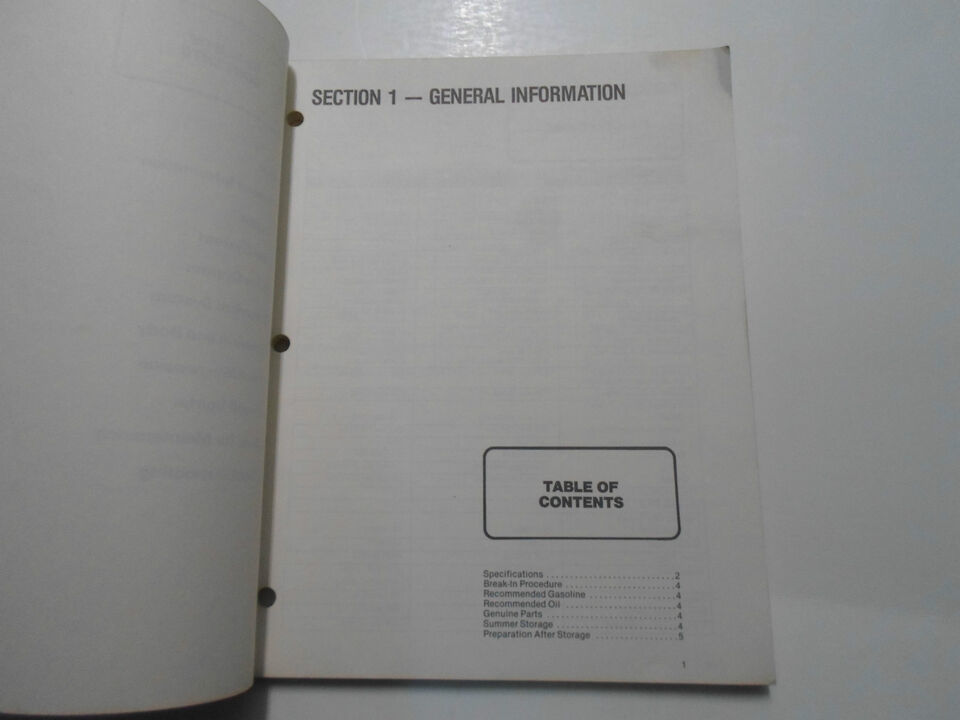 SECTION 1 — GENERAL INFORMATION
TABLE OF
CONTENTS
Specifications ..........................2
Break-In Procedure ......................4
Recommended Gasoline ..................4
Recommended Oil .......................4
Genuine Parts ..........................4
Summer Storage ........................4
Preparation After Storage ................5
1